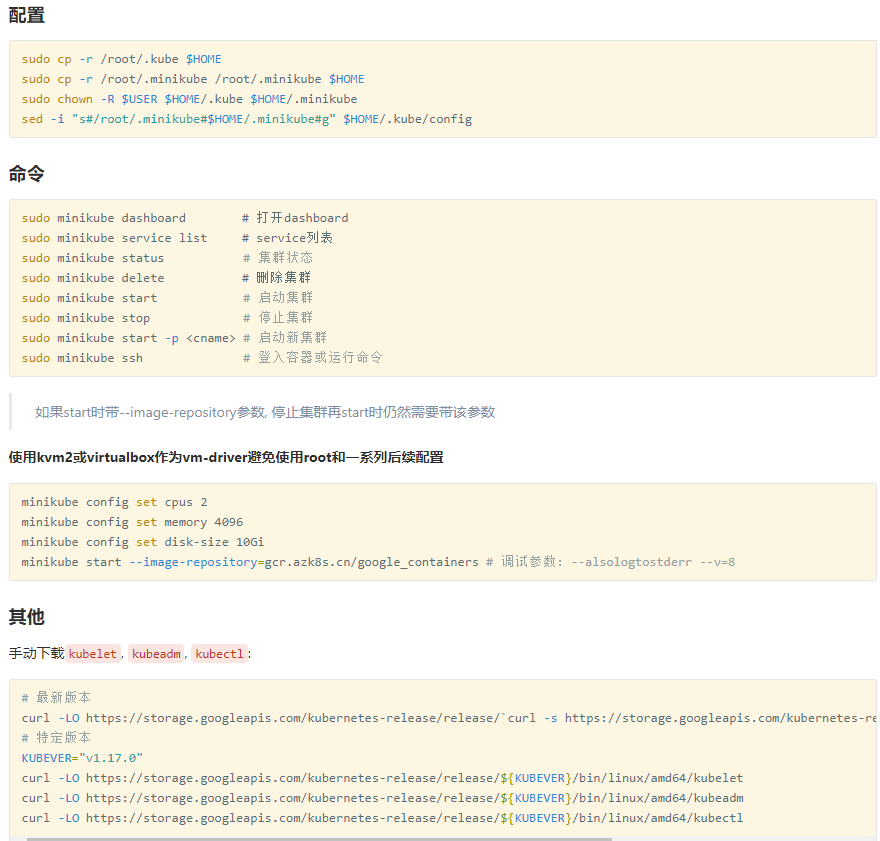 配置
sudo cp -r /root/.kube $HOME
sudo cp -r /root/.minikube /root/.minikube $HOME
sudo chown -R $USER $HOME/.kube $HOME/.minikube
sed -i "s#/root/.minikube#$HOME/.minikube#g" $HOME/.kube/config
命令
sudo minikube dashboard # 打开dashboard
sudo minikube service list # service列表
sudo minikube status # 集群状态
sudo minikube delete # 删除集群
sudo minikube start # 启动集群
sudo minikube stop # 停止集群
sudo minikube start -p <cname> # 启动新集群
sudo minikube ssh # 登入容器或运行命令
如果start时带--image-repository参数, 停止集群再start时仍然需要带该参数
使用kvm2或virtualbox作为vm-driver避免使用root和一系列后续配置
minikube config set cpus 2
minikube config set memory 4096
minikube config set disk-size 10Gi
minikube start --image-repository=gcr.azk8s.cn/google_containers # 调试参数: --alsologtostderr --v=8
其他
手动下载 kubelet, kubeadm, kubectl:
# 最新版本
curl -LO https://storage.googleapis.com/kubernetes-release/release/`curl -s https://storage.googleapis.com/kubernetes-re
# 特定版本
KUBEVER="v1.17.0"
curl -LO https://storage.googleapis.com/kubernetes-release/release/${KUBEVER}/bin/linux/amd64/kubelet
curl -LO https://storage.googleapis.com/kubernetes-release/release/${KUBEVER}/bin/linux/amd64/kubeadm
curl -LO https://storage.googleapis.com/kubernetes-release/release/${KUBEVER}/bin/linux/amd64/kubectl